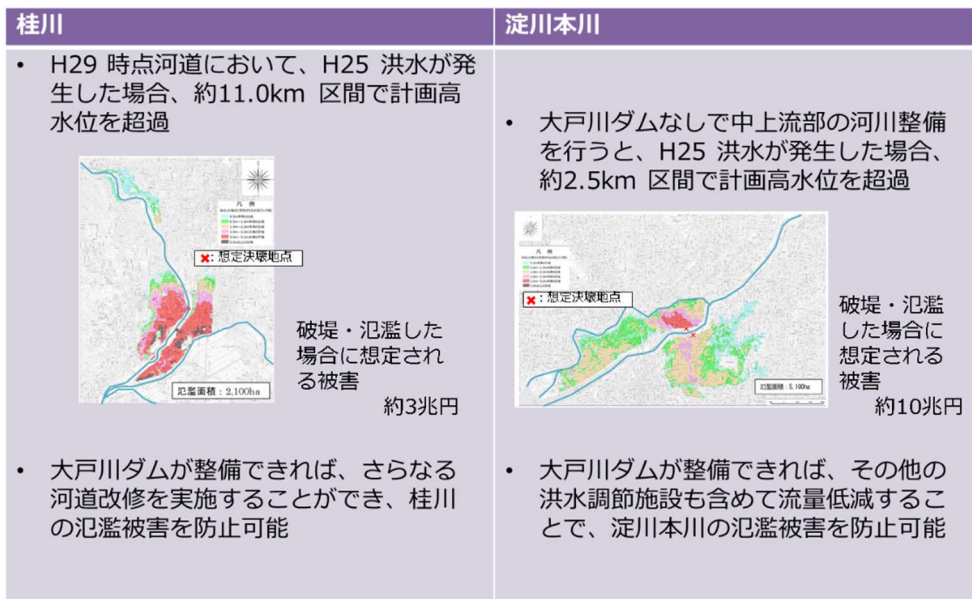 桂川
• H29 時点河道において、H25 洪水が発
生した場合、約11.0km 区間で計画高
水位を超過
凡 例
×：想定決壊地点
破堤・氾濫した
場合に想定され
る被害
約3兆円
氾濫面積：2,100ha
• 大戸川ダムが整備できれば、さらなる
河道改修を実施することができ、桂川
の氾濫被害を防止可能
淀川本川
• 大戸川ダムなしで中上流部の河川整備
を行うと、H25 洪水が発生した場合、
約2.5km 区間で計画高水位を超過
凡 例
×：想定決壊地点
破堤・氾濫
した場合に
想定される
被害
約10兆円
氾濫面積：5,100ha
• 大戸川ダムが整備できれば、その他の
洪水調節施設も含めて流量低減するこ
とで、淀川本川の氾濫被害を防止可能